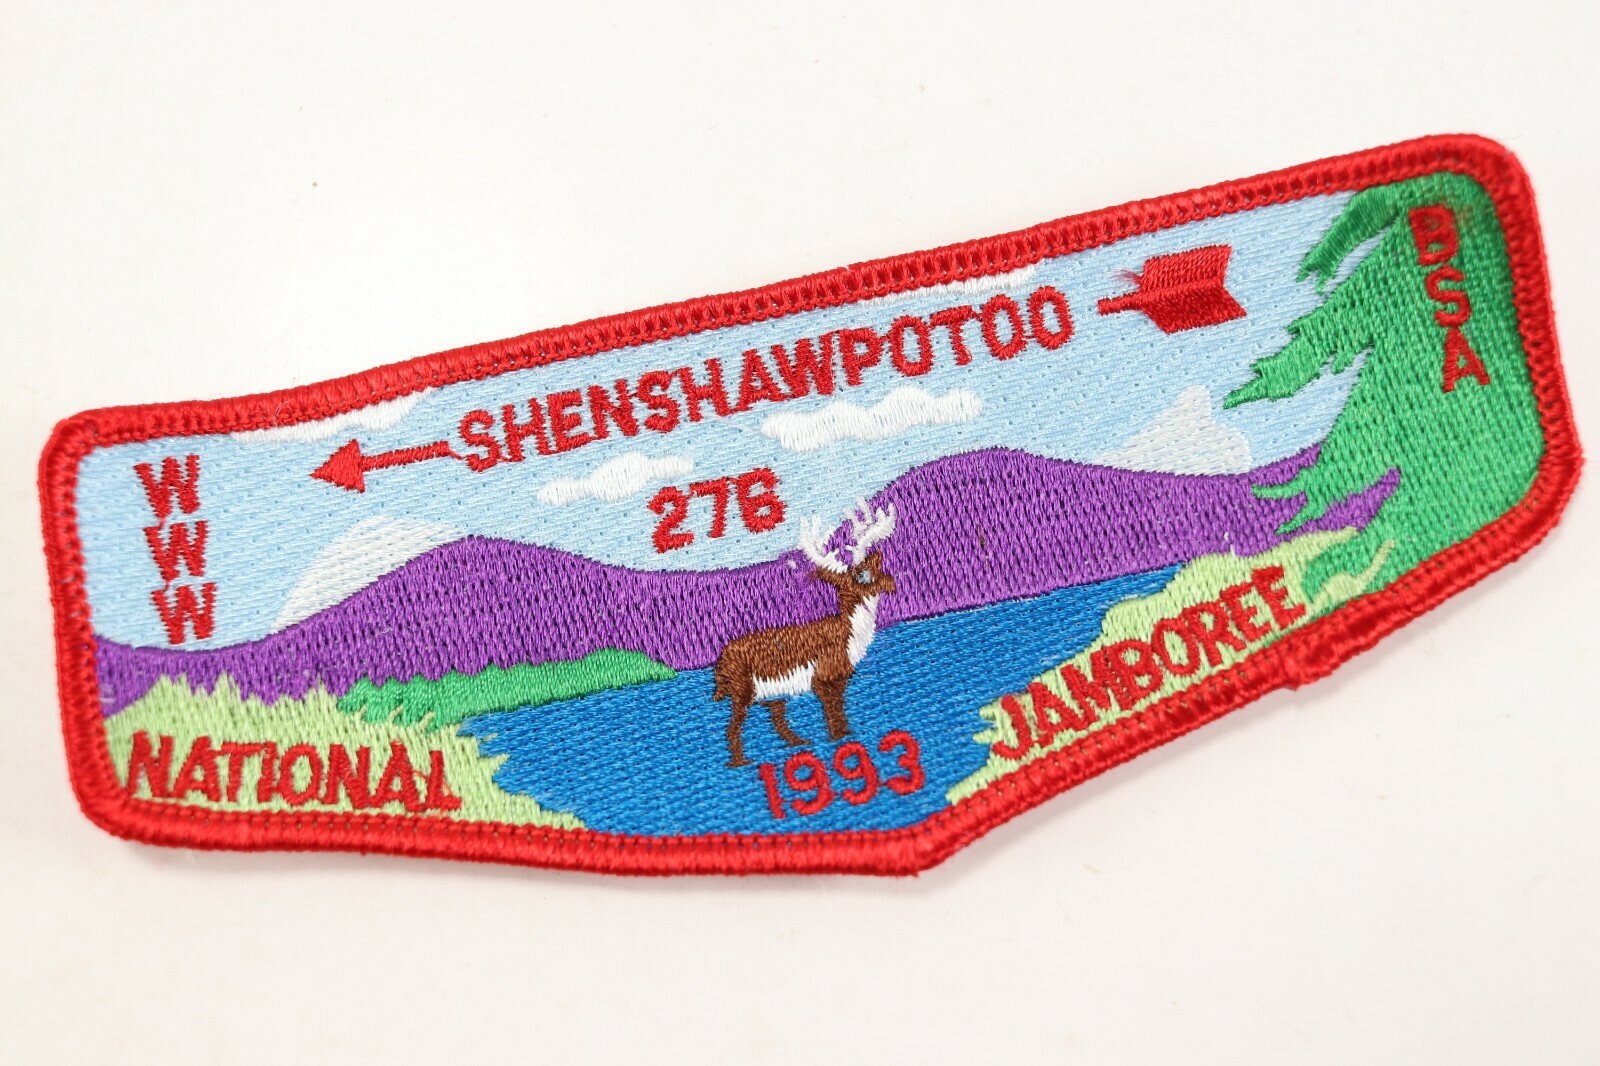 SHENSHAWPOTOO
276
WWW
BSA
NATIONAL
1993
JAMBOREE